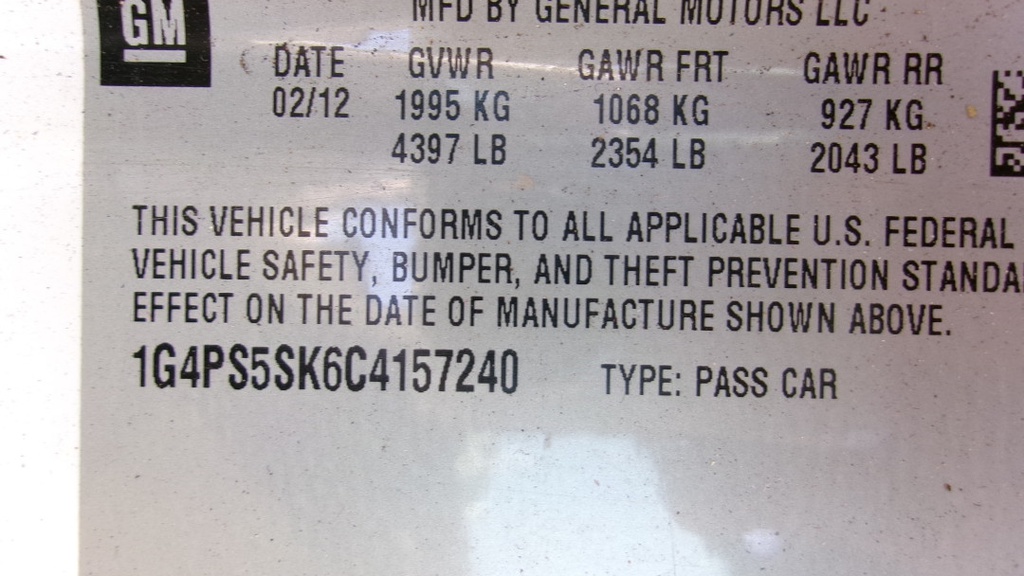 GM
MFD BY GENERAL MOTORS LLC
DATE GVWR GAWR FRT GAWR RR
02/12 1995 KG 1068 KG 927 KG
4397 LB 2354 LB 2043 LB
THIS VEHICLE CONFORMS TO ALL APPLICABLE U.S. FEDERAL
VEHICLE SAFETY, BUMPER, AND THEFT PREVENTION STANDA
EFFECT ON THE DATE OF MANUFACTURE SHOWN ABOVE.
1G4PS5SK6C4157240 TYPE: PASS CAR